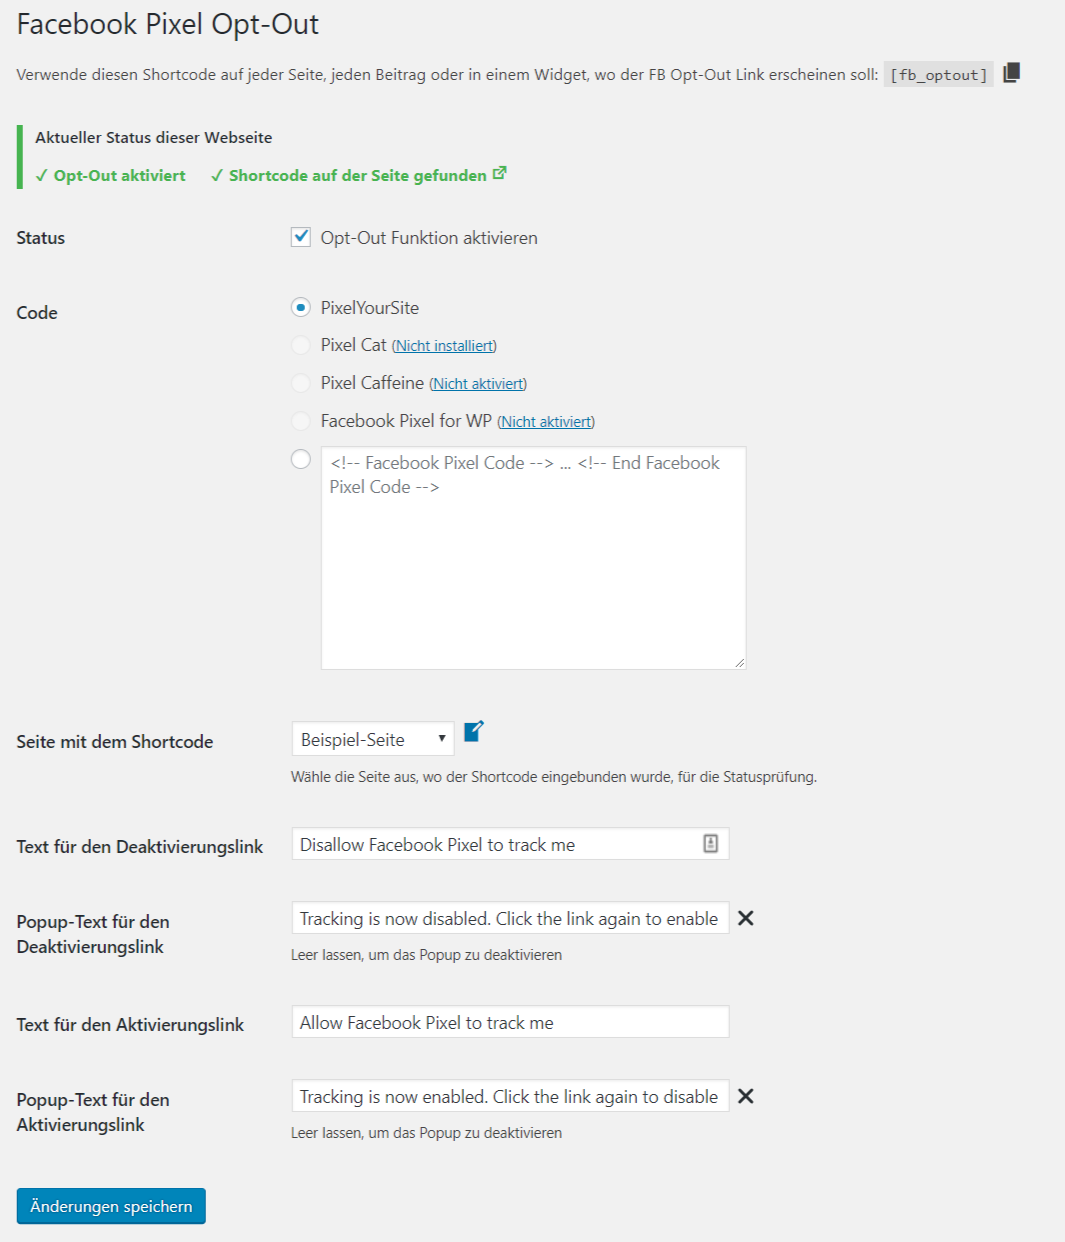 Facebook Pixel Opt-Out
Verwende diesen Shortcode auf jeder Seite, jeden Beitrag oder in einem Widget, wo der FB Opt-Out Link erscheinen soll: [fb_optout]
Aktueller Status dieser Webseite
✓ Opt-Out aktiviert ✓ Shortcode auf der Seite gefunden
Status
Opt-Out Funktion aktivieren
Code
PixelYourSite
Pixel Cat (Nicht installiert)
Pixel Caffeine (Nicht aktiviert)
Facebook Pixel for WP (Nicht aktiviert)
<!-- Facebook Pixel Code --> ... <!-- End Facebook
Pixel Code -->
Seite mit dem Shortcode
Beispiel-Seite
Wähle die Seite aus, wo der Shortcode eingebunden wurde, für die Statusprüfung.
Text für den Deaktivierungslink
Disallow Facebook Pixel to track me
Popup-Text für den
Deaktivierungslink
Tracking is now disabled. Click the link again to enable
Leer lassen, um das Popup zu deaktivieren
Text für den Aktivierungslink
Allow Facebook Pixel to track me
Popup-Text für den
Aktivierungslink
Tracking is now enabled. Click the link again to disable
Leer lassen, um das Popup zu deaktivieren
Änderungen speichern